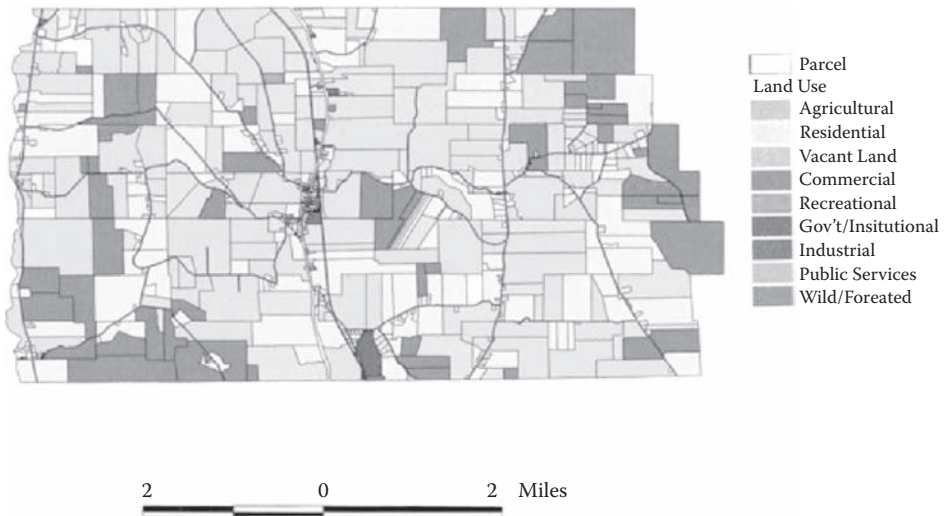 Parcel
Land Use
Agricultural
Residential
Vacant Land
Commercial
Recreational
Gov't/Insitutional
Industrial
Public Services
Wild/Foreated
2 0 2 Miles